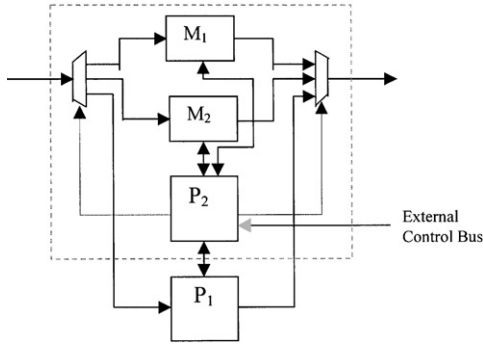 M₁
M₂
P₂
External
Control Bus
P₁